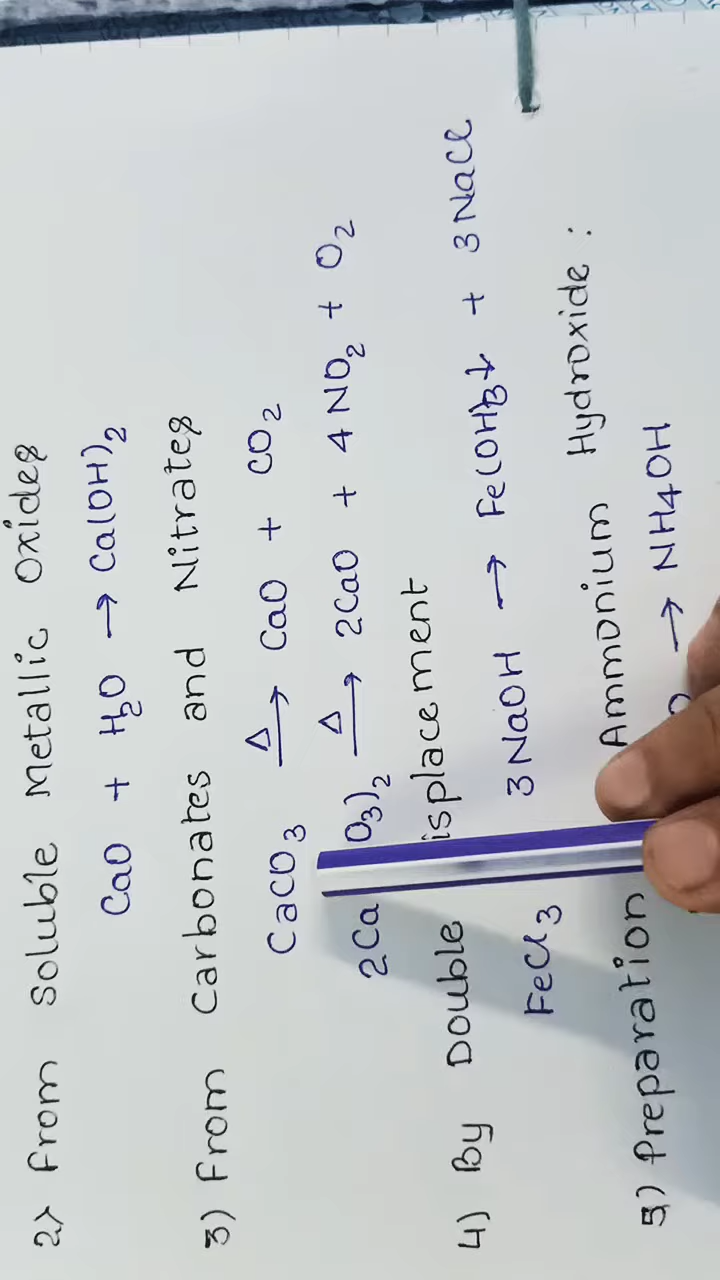 2) From soluble Metallic Oxides
CaO + H₂O → Ca(OH)₂
3) From Carbonates and Nitrates
CaCO₃ △→ CaO + CO₂
2Ca O₃)₂ △→ 2CaO + 4NO₂ + O₂
4) By Double isplacement
FeCl₃ 3NaOH → Fe(OH)₃↓ + 3NaCl
5) Preparation Ammonium Hydroxide :
→ NH₄OH